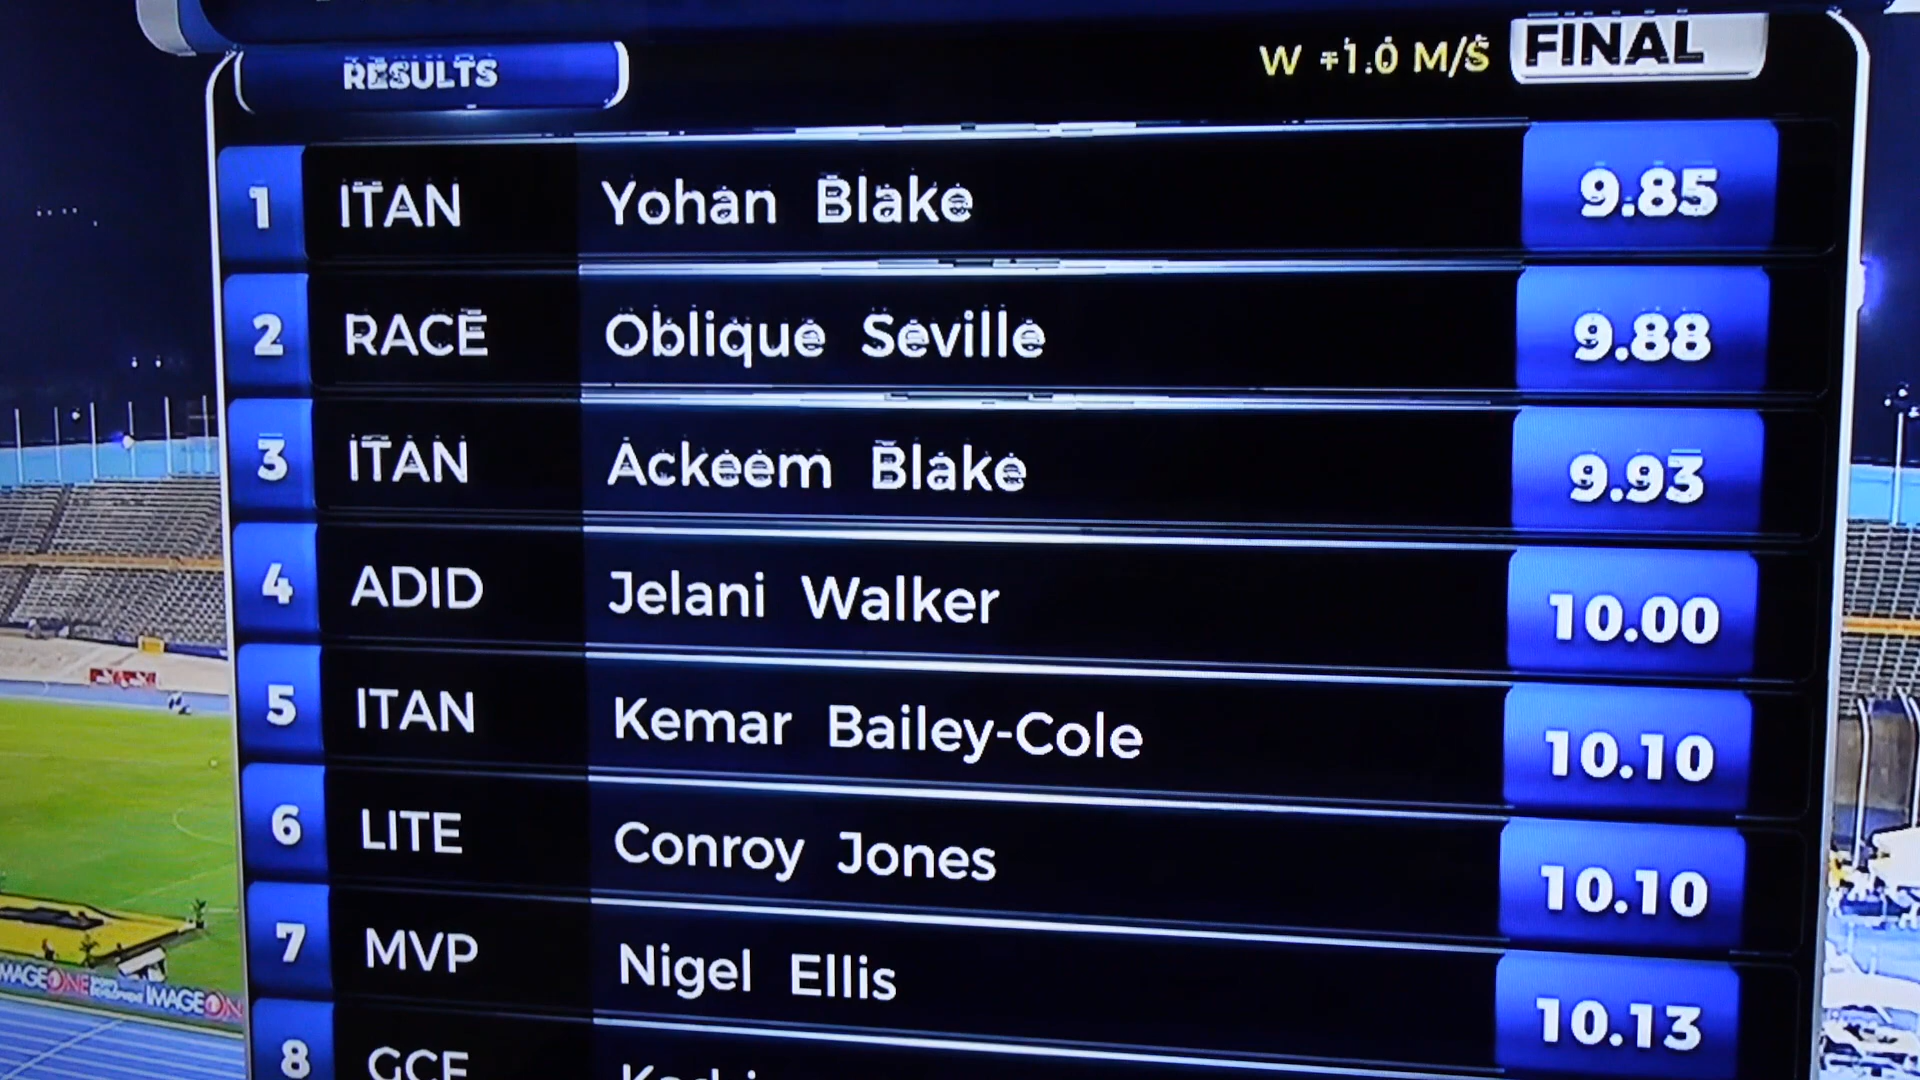 RESULTS W +1.0 M/S FINAL
1 ITAN Yohan Blake 9.85
2 RACE Oblique Seville 9.88
3 ITAN Ackeem Blake 9.93
4 ADID Jelani Walker 10.00
5 ITAN Kemar Bailey-Cole 10.10
6 LITE Conroy Jones 10.10
7 MVP Nigel Ellis 10.13
8 GCF
IMAGEONE IMAGEON